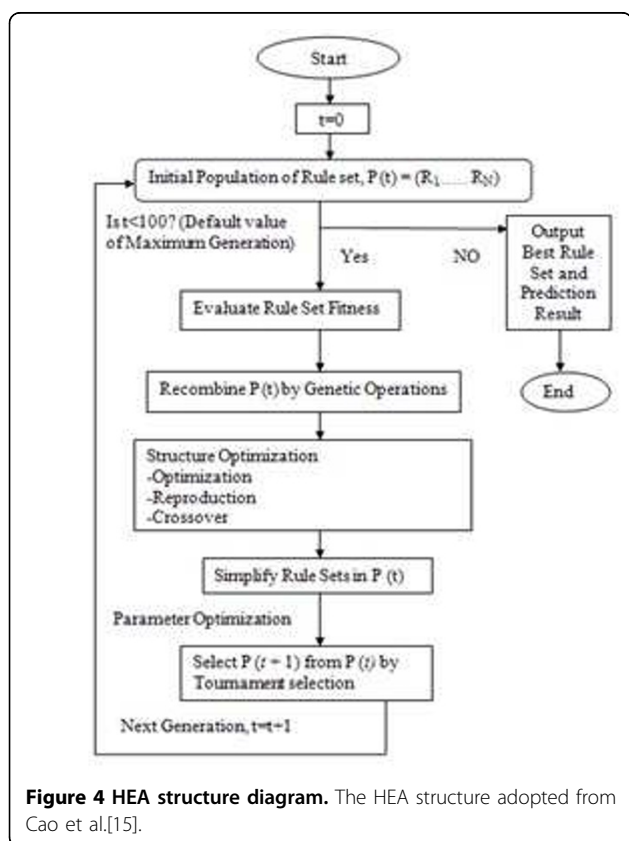 Start
t=0
Initial Population of Rule set, P(t) = (R1..... RN)
Is t<100? (Default value
of Maximum Generation)
Yes
NO
Output
Best Rule
Set and
Prediction
Result
End
Evaluate Rule Set Fitness
Recombine P(t) by Genetic Operations
Structure Optimization
-Optimization
-Reproduction
-Crossover
Simplify Rule Sets in P (t)
Parameter Optimization
Select P (t + 1) from P (t) by
Tournament selection
Next Generation, t=t+1
Figure 4 HEA structure diagram. The HEA structure adopted from
Cao et al.[15].